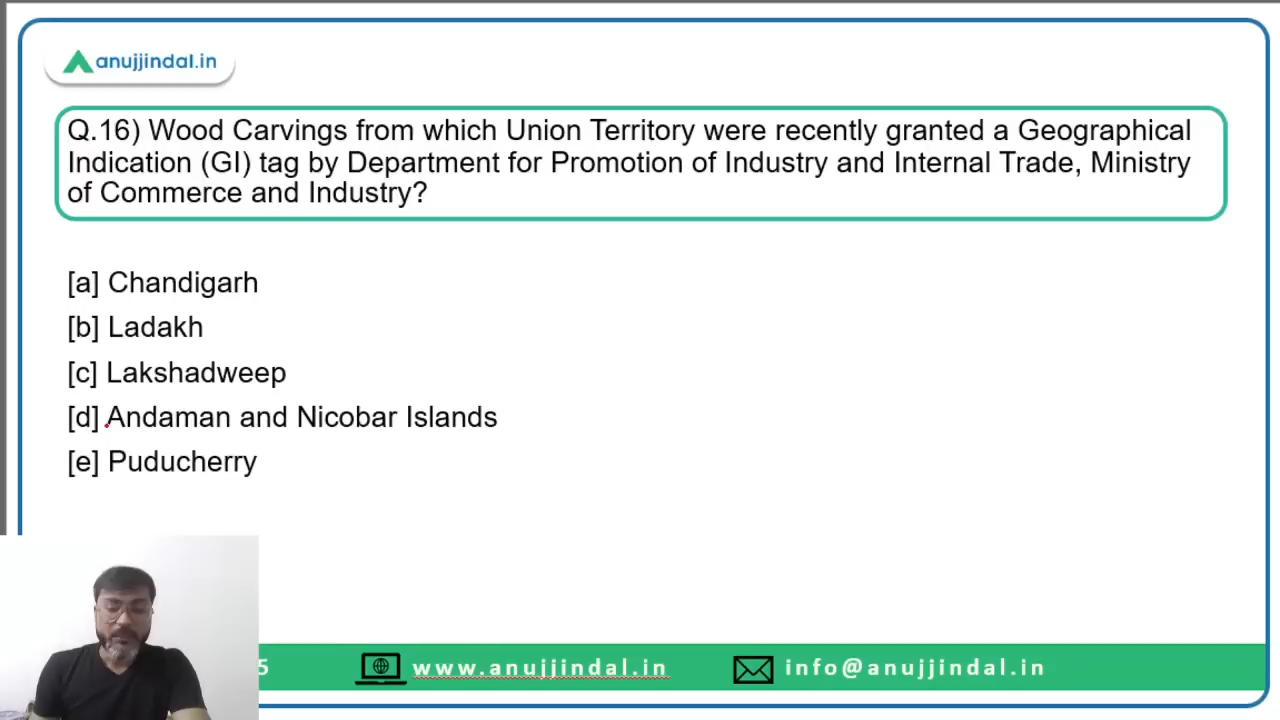 anujjindal.in
Q.16) Wood Carvings from which Union Territory were recently granted a Geographical
Indication (GI) tag by Department for Promotion of Industry and Internal Trade, Ministry
of Commerce and Industry?
[a] Chandigarh
[b] Ladakh
[c] Lakshadweep
[d] Andaman and Nicobar Islands
[e] Puducherry
5 www.anujjindal.in info@anujjindal.in